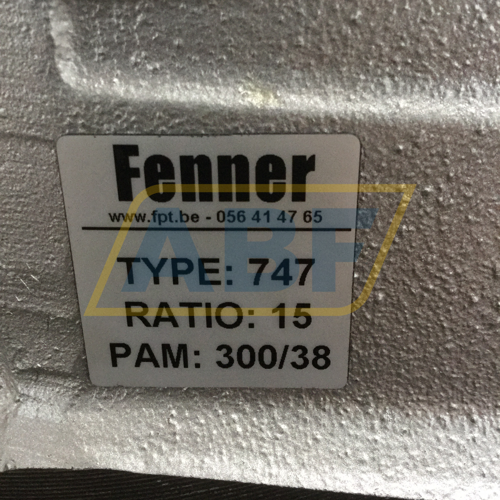 Fenner
www.fpt.be - 056 41 47 65
TYPE: 747
RATIO: 15
PAM: 300/38
ABF